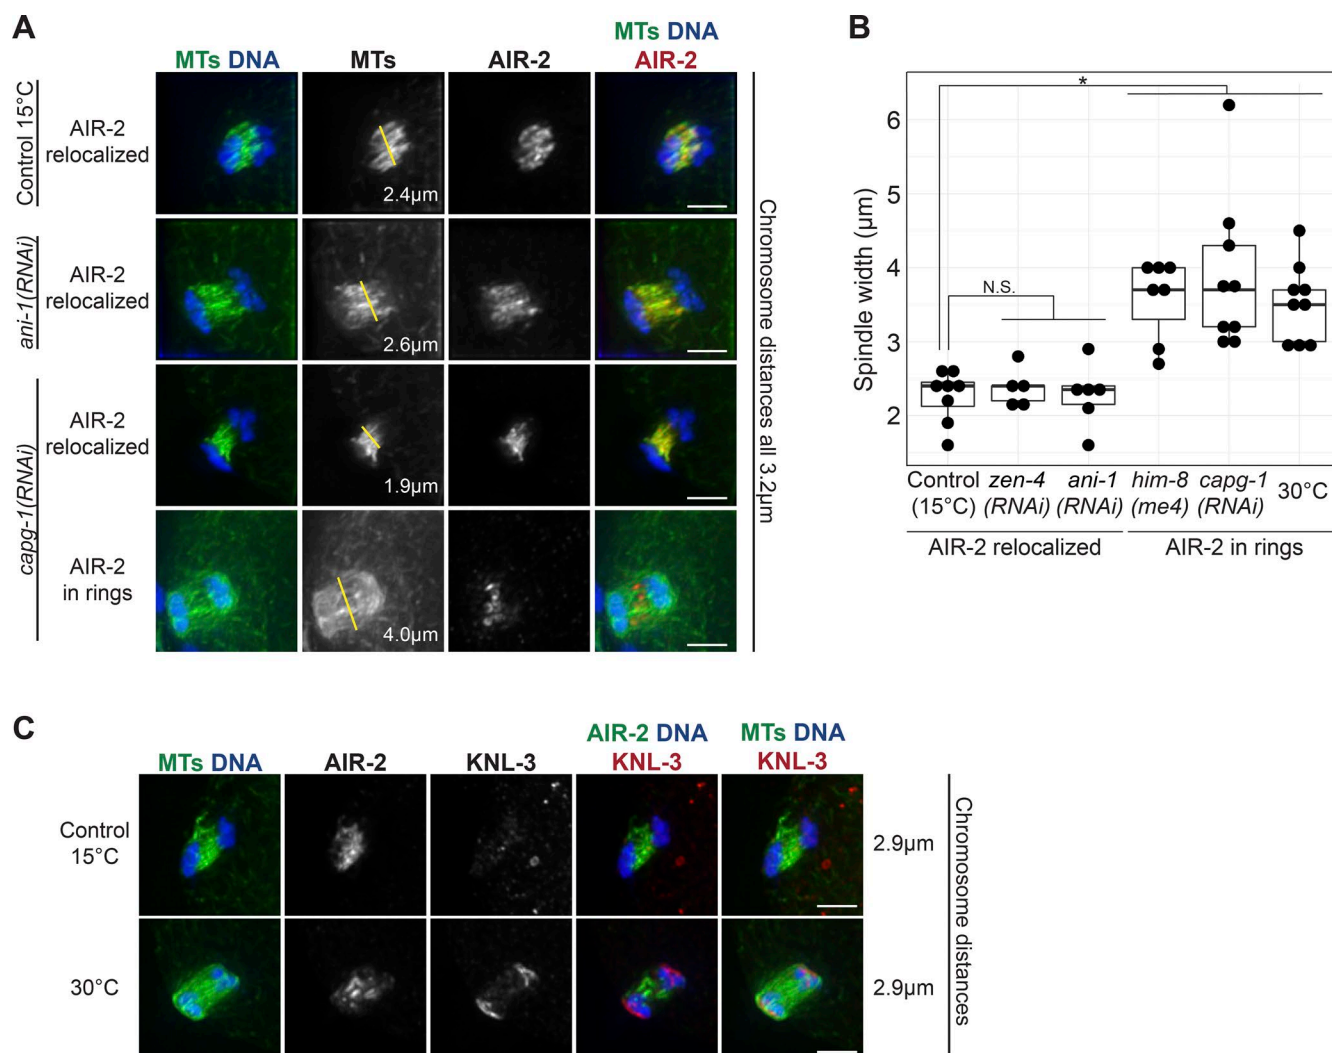 A
MTs DNA
MTs
AIR-2
MTs DNA
AIR-2
Control 15°C
AIR-2
relocalized
2.4µm
ani-1(RNAi)
AIR-2
relocalized
2.6µm
capg-1(RNAi)
AIR-2
relocalized
1.9µm
AIR-2
in rings
4.0µm
Chromosome distances all 3.2µm
B
Spindle width (µm)
6
5
4
3
2
*
N.S.
Control
(15°C)
zen-4
(RNAi)
ani-1
(RNAi)
him-8
(me4)
capg-1
(RNAi)
30°C
AIR-2 relocalized
AIR-2 in rings
C
MTs DNA
AIR-2
KNL-3
AIR-2 DNA
KNL-3
MTs DNA
KNL-3
Control
15°C
2.9µm
30°C
2.9µm
Chromosome distances